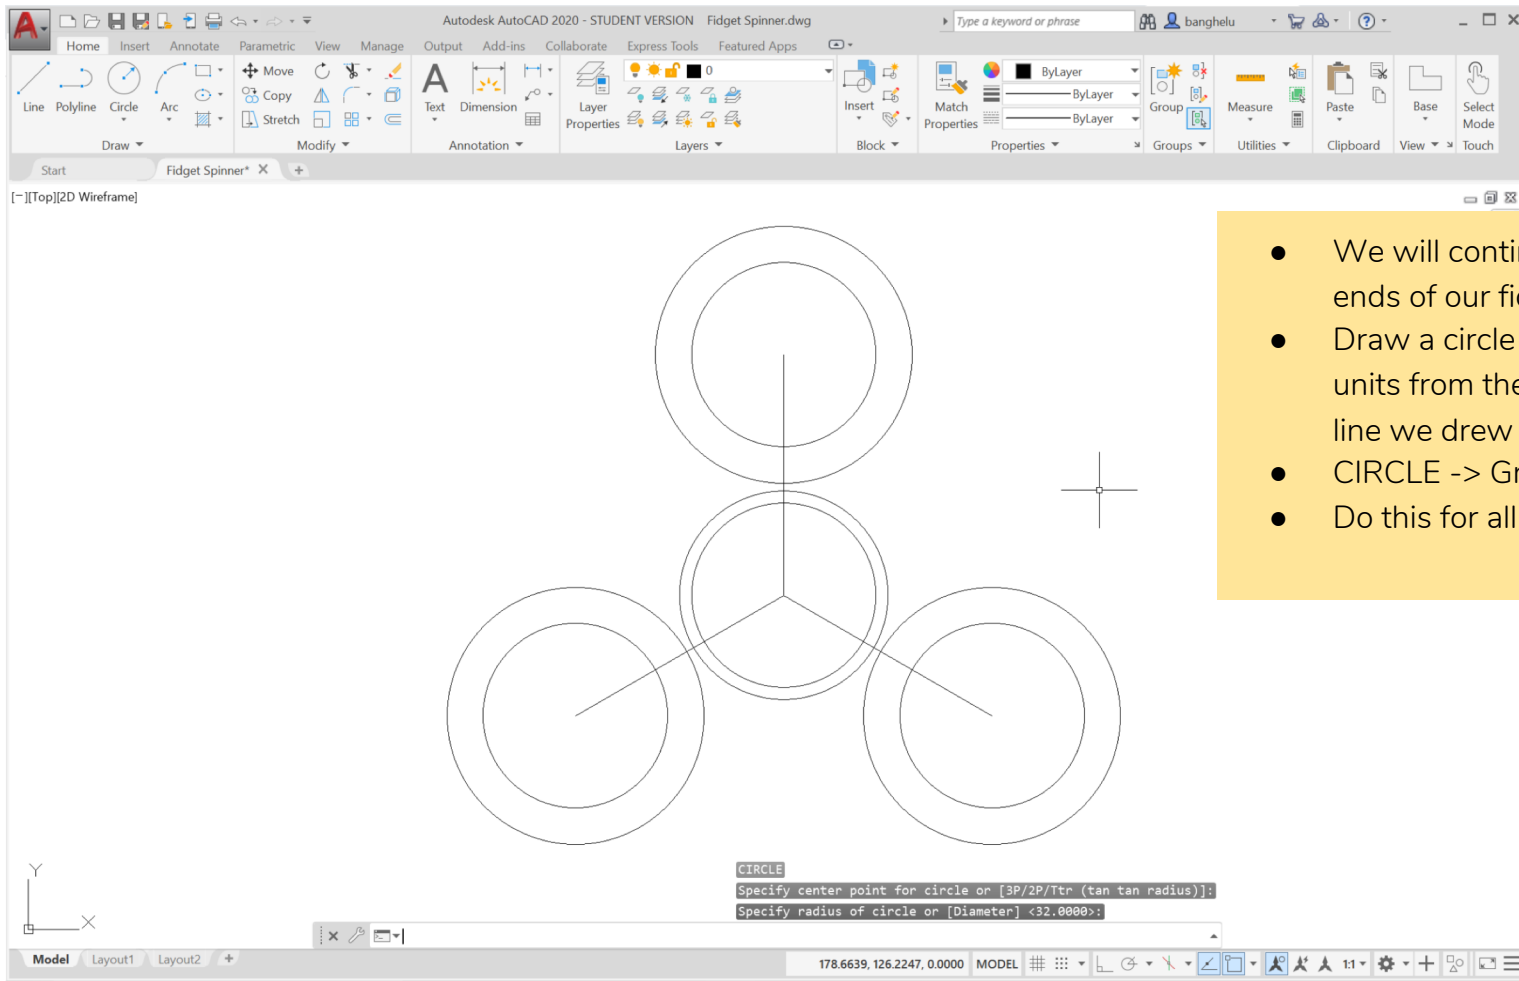 Autodesk AutoCAD 2020 - STUDENT VERSION Fidget Spinner.dwg
Type a keyword or phrase
banghelu
Home Insert Annotate Parametric View Manage Output Add-ins Collaborate Express Tools Featured Apps
Line Polyline Circle Arc
Move
Copy
Stretch
Text Dimension
Layer Properties
0
Insert
Match Properties
ByLayer
ByLayer
ByLayer
Group
Measure
Paste
Base
Select Mode
Draw Modify Annotation Layers Block Properties Groups Utilities Clipboard View Touch
Start Fidget Spinner*
[−][Top][2D Wireframe]
● We will conti
ends of our fi
● Draw a circle
units from the
line we drew
● CIRCLE -> Gr
● Do this for all
Y
X
CIRCLE
Specify center point for circle or [3P/2P/Ttr (tan tan radius)]:
Specify radius of circle or [Diameter] <32.0000>:
Model Layout1 Layout2 +
178.6639, 126.2247, 0.0000 MODEL 1:1